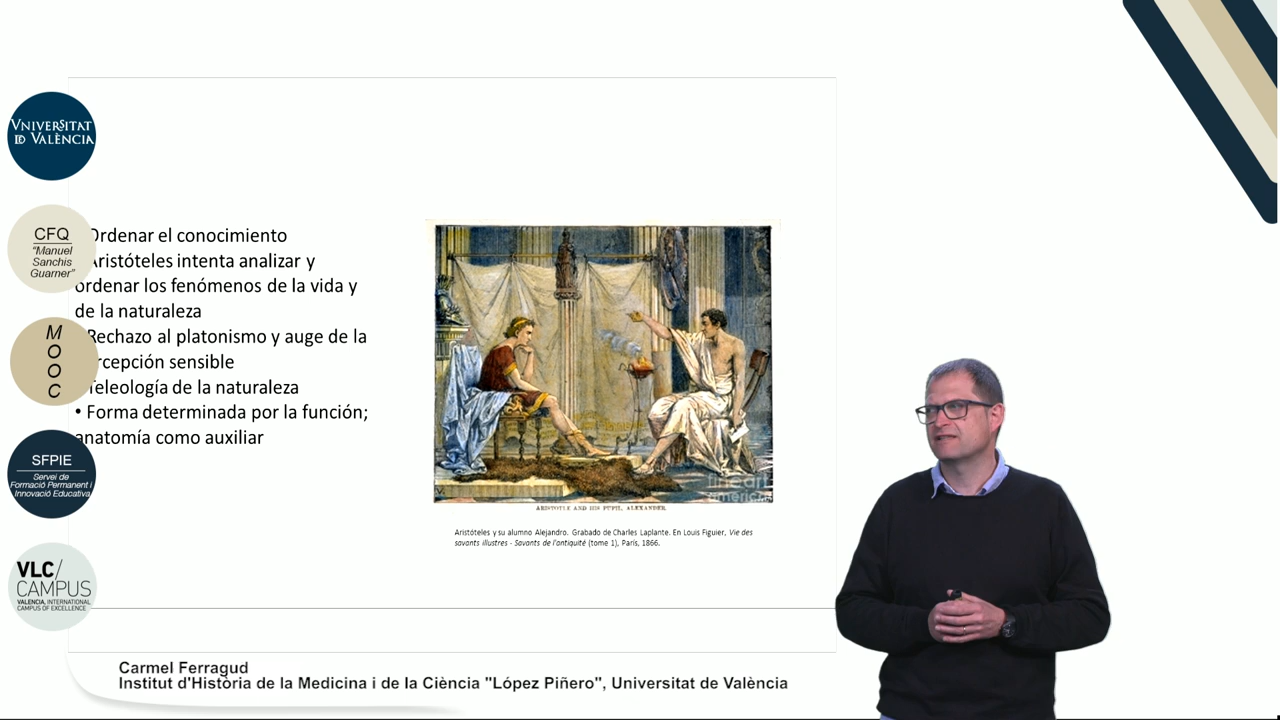 VNIVERSITAT
DE VALÈNCIA
CFQ
"Manuel
Sanchis
Guarner"
M
O
O
C
SFPIE
Servei de
Formació Permanent i
Innovació Educativa
VLC/
CAMPUS
VALENCIA, INTERNATIONAL
CAMPUS OF EXCELLENCE
Ordenar el conocimiento
Aristóteles intenta analizar y
ordenar los fenómenos de la vida y
de la naturaleza
Rechazo al platonismo y auge de la
rcepción sensible
Teleología de la naturaleza
• Forma determinada por la función;
anatomía como auxiliar
fineart
america
ARISTOTLE AND HIS PUPIL, ALEXANDER.
Aristóteles y su alumno Alejandro. Grabado de Charles Laplante. En Louis Figuier, Vie des
savants illustres - Savants de l'antiquité (tome 1), París, 1866.
Carmel Ferragud
Institut d'Història de la Medicina i de la Ciència "López Piñero", Universitat de València